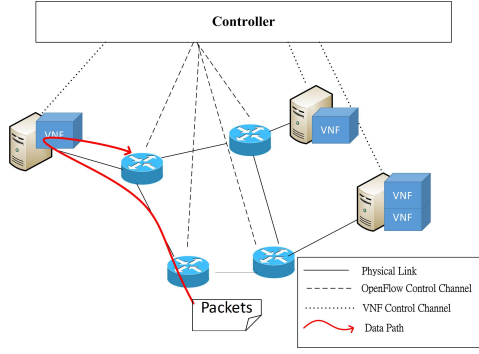 Controller
VNF
VNF
VNF
VNF
Packets
Physical Link
OpenFlow Control Channel
VNF Control Channel
Data Path